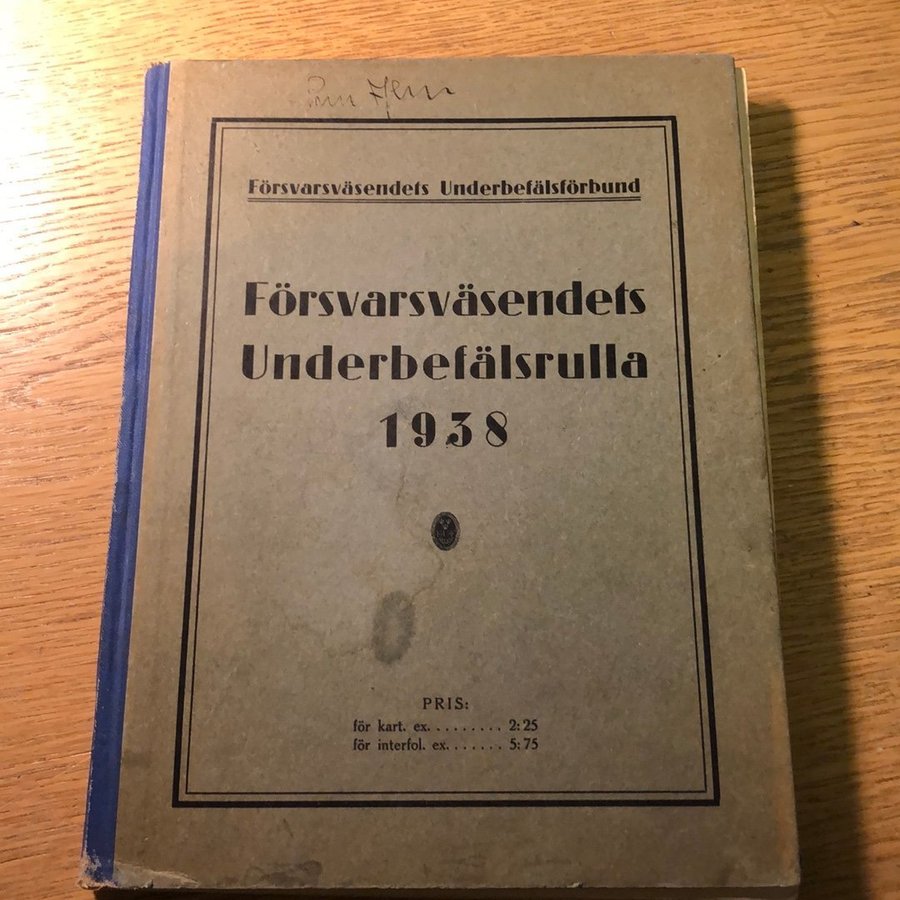 Försvarsväsendets Underbefälsförbund
Försvarsväsendets
Underbefälsrulla
1938
PRIS:
för kart. ex. . . . . . . . . 2:25
för interfol. ex. . . . . . . 5:75